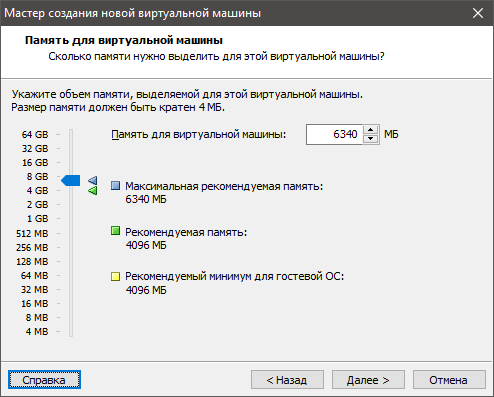 Мастер создания новой виртуальной машины
Память для виртуальной машины
Сколько памяти нужно выделить для этой виртуальной машины?
Укажите объем памяти, выделяемой для этой виртуальной машины.
Размер памяти должен быть кратен 4 МБ.
64 GB
32 GB
16 GB
8 GB
4 GB
2 GB
1 GB
512 MB
256 MB
128 MB
64 MB
32 MB
16 MB
8 MB
4 MB
Память для виртуальной машины: 6340 МБ
Максимальная рекомендуемая память:
6340 МБ
Рекомендуемая память:
4096 МБ
Рекомендуемый минимум для гостевой ОС:
4096 МБ
Справка < Назад Далее > Отмена